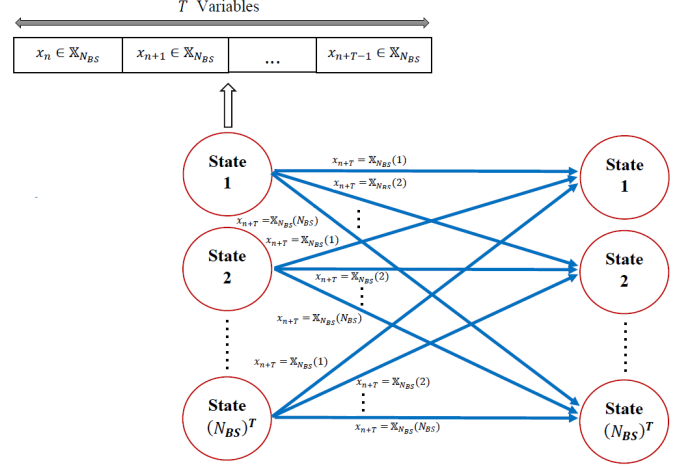 T Variables
x_n ∈ 𝕏_{N_{BS}} x_{n+1} ∈ 𝕏_{N_{BS}} ... x_{n+T−1} ∈ 𝕏_{N_{BS}}
State
1
x_{n+T} = 𝕏_{N_{BS}}(1)
x_{n+T} = 𝕏_{N_{BS}}(2)
x_{n+T} = 𝕏_{N_{BS}}(N_{BS})
State
1
State
2
x_{n+T} = 𝕏_{N_{BS}}(1)
x_{n+T} = 𝕏_{N_{BS}}(2)
x_{n+T} = 𝕏_{N_{BS}}(N_{BS})
State
2
State
(N_{BS})^T
x_{n+T} = 𝕏_{N_{BS}}(1)
x_{n+T} = 𝕏_{N_{BS}}(2)
x_{n+T} = 𝕏_{N_{BS}}(N_{BS})
State
(N_{BS})^T